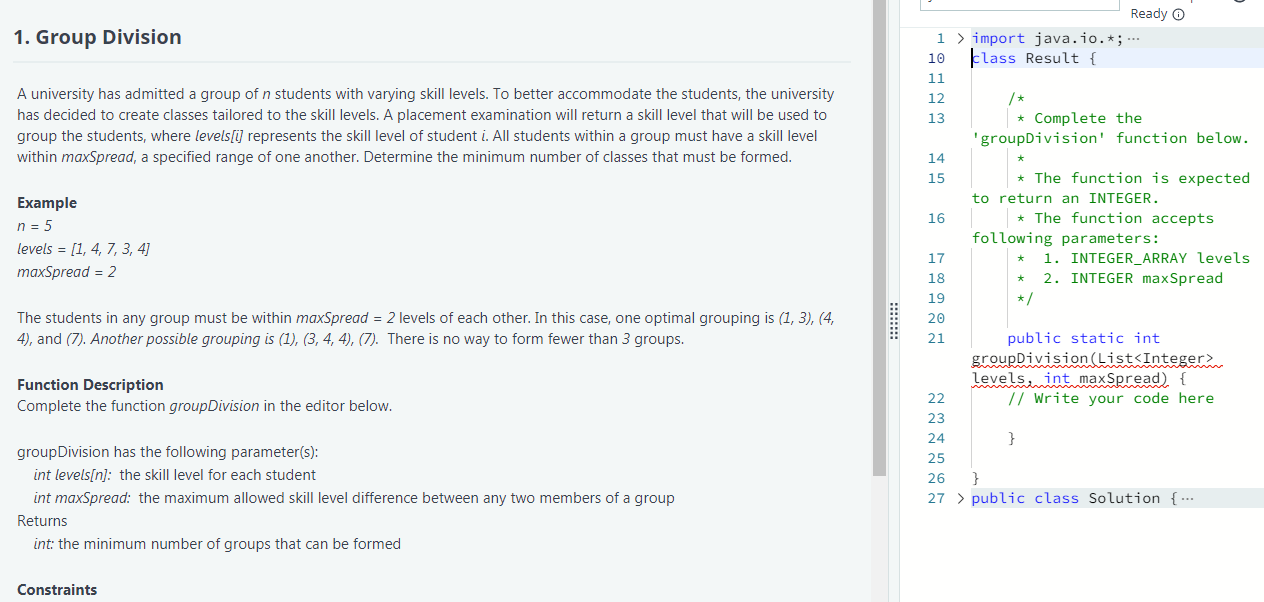 1. Group Division
A university has admitted a group of n students with varying skill levels. To better accommodate the students, the university
has decided to create classes tailored to the skill levels. A placement examination will return a skill level that will be used to
group the students, where levels[i] represents the skill level of student i. All students within a group must have a skill level
within maxSpread, a specified range of one another. Determine the minimum number of classes that must be formed.
Example
n = 5
levels = [1, 4, 7, 3, 4]
maxSpread = 2
The students in any group must be within maxSpread = 2 levels of each other. In this case, one optimal grouping is (1, 3), (4,
4), and (7). Another possible grouping is (1), (3, 4, 4), (7). There is no way to form fewer than 3 groups.
Function Description
Complete the function groupDivision in the editor below.
groupDivision has the following parameter(s):
int levels[n]: the skill level for each student
int maxSpread: the maximum allowed skill level difference between any two members of a group
Returns
int: the minimum number of groups that can be formed
Constraints
Ready
1 > import java.io.*; ...
10 class Result {
11
12 /*
13 * Complete the
'groupDivision' function below.
14 *
15 * The function is expected
to return an INTEGER.
16 * The function accepts
following parameters:
17 * 1. INTEGER_ARRAY levels
18 * 2. INTEGER maxSpread
19 */
20
21 public static int
groupDivision(List<Integer>
levels, int maxSpread) {
22 // Write your code here
23
24 }
25
26 }
27 > public class Solution { ...